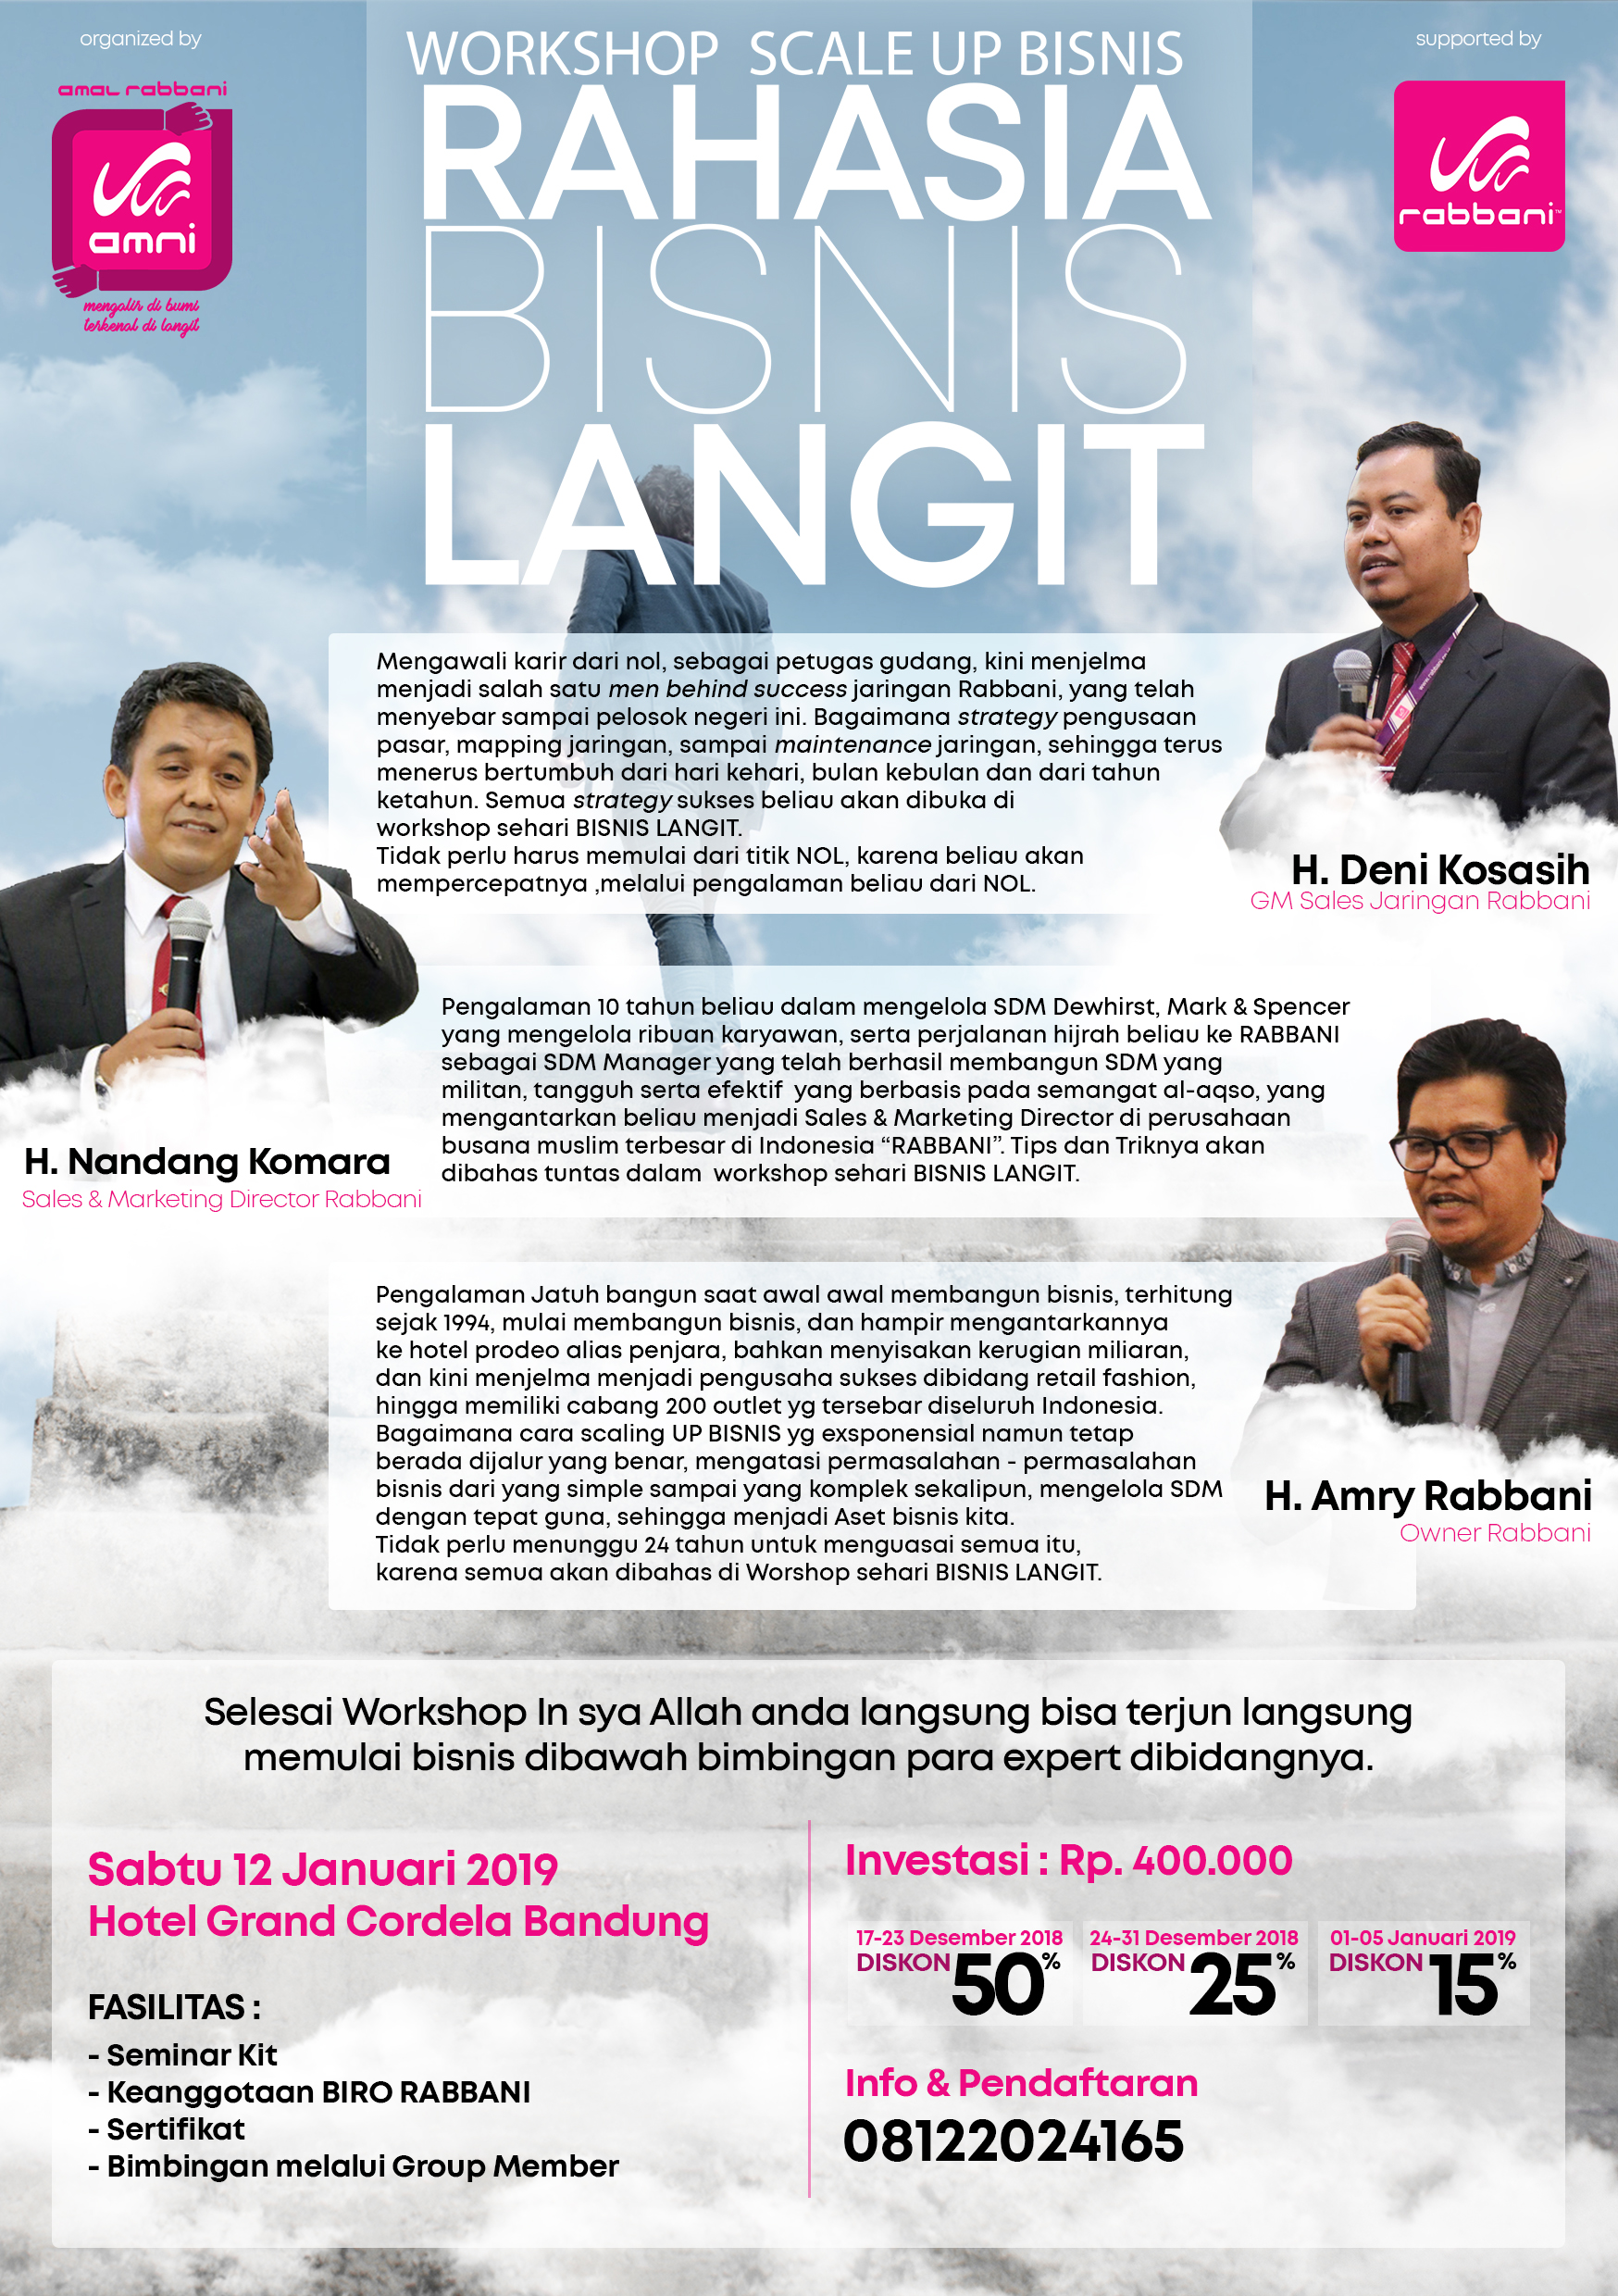 organized by
amal rabbani
amni
mengalir di bumi
terkenal di langit
WORKSHOP SCALE UP BISNIS
RAHASIA
BISNIS
LANGIT
supported by
rabbani™
Mengawali karir dari nol, sebagai petugas gudang, kini menjelma
menjadi salah satu men behind success jaringan Rabbani, yang telah
menyebar sampai pelosok negeri ini. Bagaimana strategy pengusaan
pasar, mapping jaringan, sampai maintenance jaringan, sehingga terus
menerus bertumbuh dari hari kehari, bulan kebulan dan dari tahun
ketahun. Semua strategy sukses beliau akan dibuka di
workshop sehari BISNIS LANGIT.
Tidak perlu harus memulai dari titik NOL, karena beliau akan
mempercepatnya ,melalui pengalaman beliau dari NOL.
H. Deni Kosasih
GM Sales Jaringan Rabbani
Pengalaman 10 tahun beliau dalam mengelola SDM Dewhirst, Mark & Spencer
yang mengelola ribuan karyawan, serta perjalanan hijrah beliau ke RABBANI
sebagai SDM Manager yang telah berhasil membangun SDM yang
militan, tangguh serta efektif yang berbasis pada semangat al-aqso, yang
mengantarkan beliau menjadi Sales & Marketing Director di perusahaan
busana muslim terbesar di Indonesia “RABBANI”. Tips dan Triknya akan
dibahas tuntas dalam workshop sehari BISNIS LANGIT.
H. Nandang Komara
Sales & Marketing Director Rabbani
Pengalaman Jatuh bangun saat awal awal membangun bisnis, terhitung
sejak 1994, mulai membangun bisnis, dan hampir mengantarkannya
ke hotel prodeo alias penjara, bahkan menyisakan kerugian miliaran,
dan kini menjelma menjadi pengusaha sukses dibidang retail fashion,
hingga memiliki cabang 200 outlet yg tersebar diseluruh Indonesia.
Bagaimana cara scaling UP BISNIS yg exsponensial namun tetap
berada dijalur yang benar, mengatasi permasalahan - permasalahan
bisnis dari yang simple sampai yang komplek sekalipun, mengelola SDM
dengan tepat guna, sehingga menjadi Aset bisnis kita.
Tidak perlu menunggu 24 tahun untuk menguasai semua itu,
karena semua akan dibahas di Worshop sehari BISNIS LANGIT.
H. Amry Rabbani
Owner Rabbani
Selesai Workshop In sya Allah anda langsung bisa terjun langsung
memulai bisnis dibawah bimbingan para expert dibidangnya.
Sabtu 12 Januari 2019
Hotel Grand Cordela Bandung
FASILITAS :
- Seminar Kit
- Keanggotaan BIRO RABBANI
- Sertifikat
- Bimbingan melalui Group Member
Investasi : Rp. 400.000
17-23 Desember 2018
DISKON 50%
24-31 Desember 2018
DISKON 25%
01-05 Januari 2019
DISKON 15%
Info & Pendaftaran
08122024165